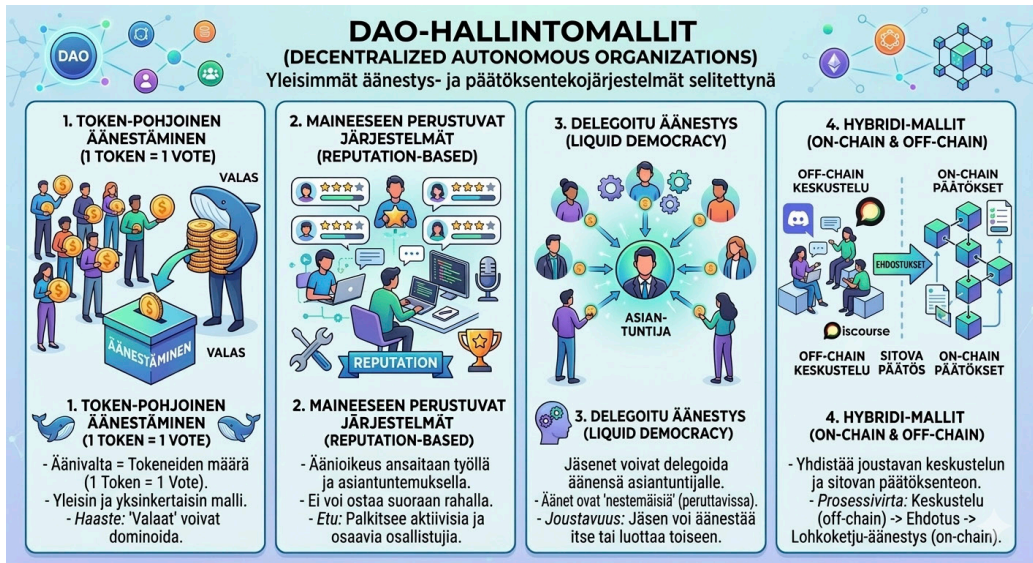 DAO
DAO-HALLINTOMALLIT
(DECENTRALIZED AUTONOMOUS ORGANIZATIONS)
Yleisimmät äänestys- ja päätöksentekojärjestelmät selitettynä
1. TOKEN-POHJOINEN
ÄÄNESTÄMINEN
(1 TOKEN = 1 VOTE)
VALAS
ÄÄNESTÄMINEN
VALAS
1. TOKEN-POHJOINEN
ÄÄNESTÄMINEN
(1 TOKEN = 1 VOTE)
- Äänivalta = Tokeneiden määrä
(1 Token = 1 Vote).
- Yleisin ja yksinkertaisin malli.
- Haaste: 'Valaat' voivat
dominoida.
2. MAINEESEEN PERUSTUVAT
JÄRJESTELMÄT
(REPUTATION-BASED)
REPUTATION
2. MAINEESEEN PERUSTUVAT
JÄRJESTELMÄT
(REPUTATION-BASED)
- Äänioikeus ansaitaan työllä
ja asiantuntemuksella.
- Ei voi ostaa suoraan rahalla.
- Etu: Palkitsee aktiivisia ja
osaavia osallistujia.
3. DELEGOITU ÄÄNESTYS
(LIQUID DEMOCRACY)
ASIAN-
TUNTIJA
3. DELEGOITU ÄÄNESTYS
(LIQUID DEMOCRACY)
Jäsenet voivat delegoida
äänensä asiantuntijalle.
- Äänet ovat 'nestemäisiä' (peruttavissa).
- Joustavuus: Jäsen voi äänestää
itse tai luottaa toiseen.
4. HYBRIDI-MALLIT
(ON-CHAIN & OFF-CHAIN)
OFF-CHAIN
KESKUSTELU
ON-CHAIN
PÄÄTÖKSET
EHDOSTUKSET
iscourse
OFF-CHAIN
KESKUSTELU
SITOVA
PÄÄTÖS
ON-CHAIN
PÄÄTÖKSET
4. HYBRIDI-MALLIT
(ON-CHAIN & OFF-CHAIN)
- Yhdistää joustavan keskustelun
ja sitovan päätöksenteon.
- Prosessivirta: Keskustelu
(off-chain) -> Ehdotus ->
Lohkoketju-äänestys (on-chain).